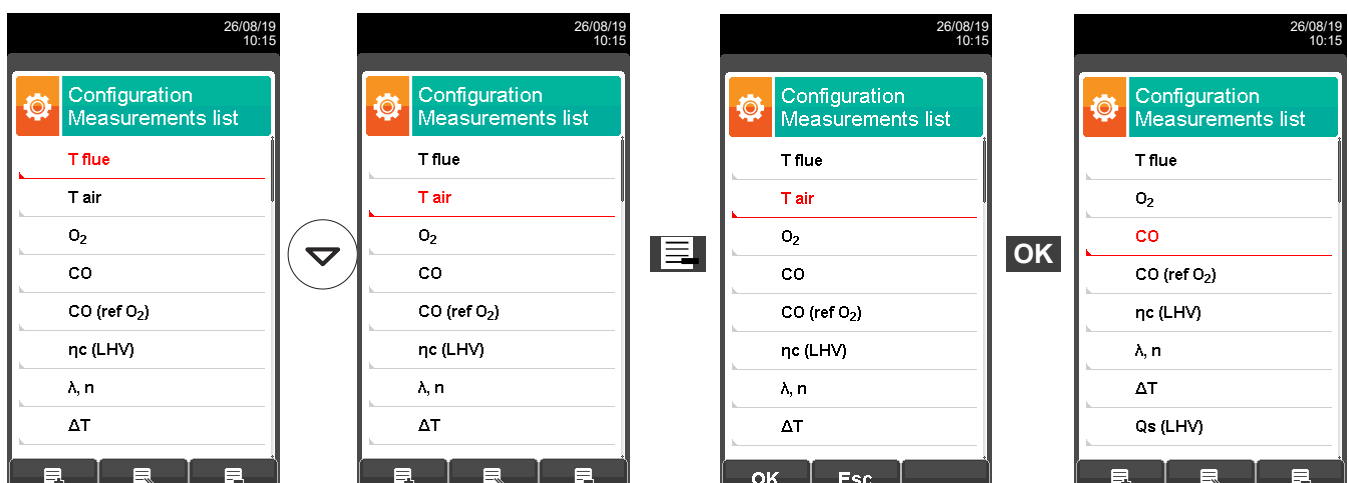 26/08/19
10:15
Configuration
Measurements list
T flue
T air
O₂
CO
CO (ref O₂)
ηc (LHV)
λ, n
ΔT
26/08/19
10:15
Configuration
Measurements list
T flue
T air
O₂
CO
CO (ref O₂)
ηc (LHV)
λ, n
ΔT
26/08/19
10:15
Configuration
Measurements list
T flue
T air
O₂
CO
CO (ref O₂)
ηc (LHV)
λ, n
ΔT
OK Esc
OK
26/08/19
10:15
Configuration
Measurements list
T flue
O₂
CO
CO (ref O₂)
ηc (LHV)
λ, n
ΔT
Qs (LHV)